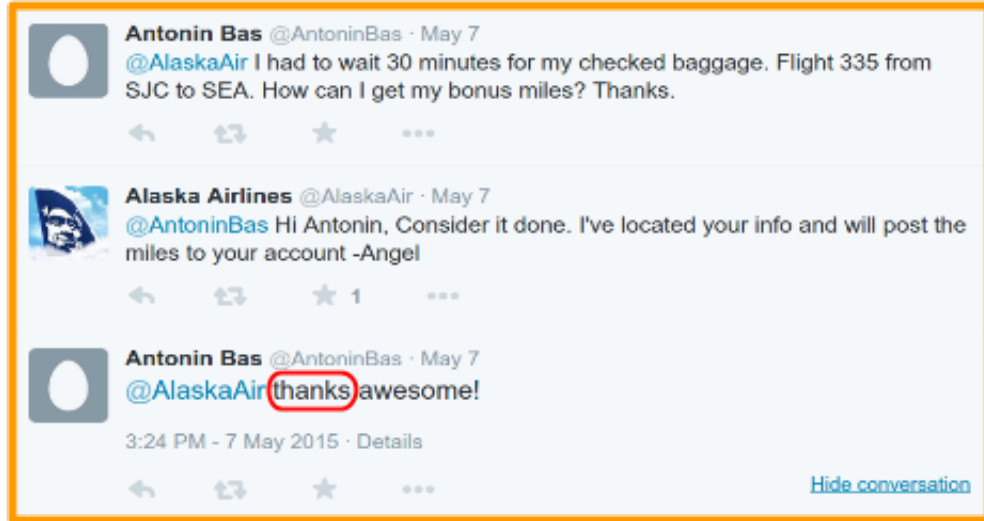 Antonin Bas @AntoninBas · May 7
@AlaskaAir I had to wait 30 minutes for my checked baggage. Flight 335 from
SJC to SEA. How can I get my bonus miles? Thanks.
Alaska Airlines @AlaskaAir · May 7
@AntoninBas Hi Antonin, Consider it done. I've located your info and will post the
miles to your account -Angel
1
Antonin Bas @AntoninBas · May 7
@AlaskaAir thanks awesome!
3:24 PM - 7 May 2015 · Details
Hide conversation